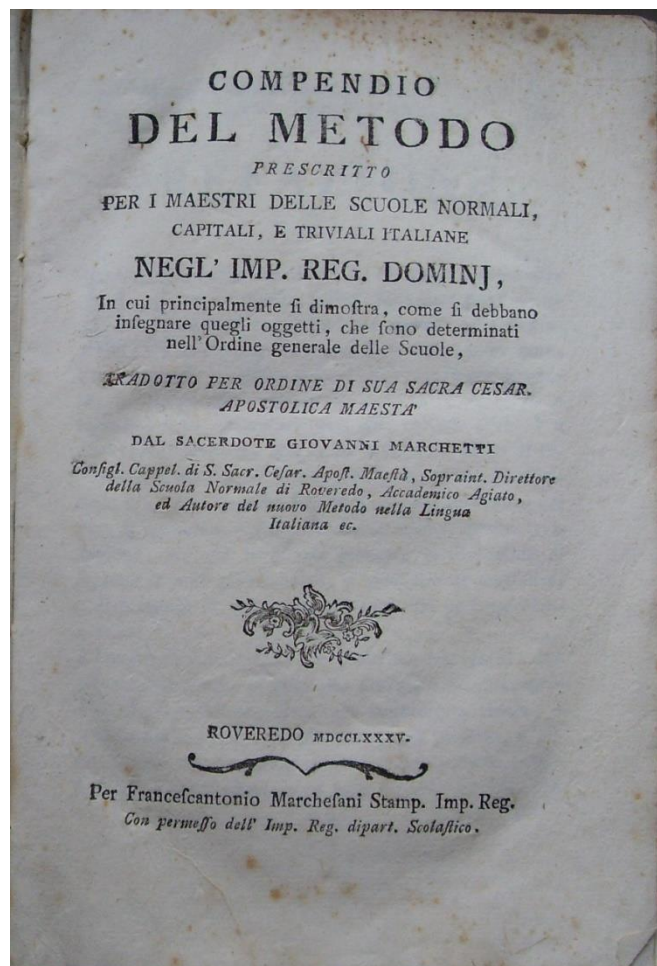 COMPENDIO
DEL METODO
PRESCRITTO
PER I MAESTRI DELLE SCUOLE NORMALI,
CAPITALI, E TRIVIALI ITALIANE
NEGL' IMP. REG. DOMINJ,
In cui principalmente ſi dimoſtra, come ſi debbano
inſegnare quegli oggetti, che ſono determinati
nell' Ordine generale delle Scuole,
TRADOTTO PER ORDINE DI SUA SACRA CESAR.
APOSTOLICA MAESTA'
DAL SACERDOTE GIOVANNI MARCHETTI
Conſigl. Cappel. di S. Sacr. Ceſar. Apoſt. Maeſtà, Sopraint. Direttore
della Scuola Normale di Roveredo, Accademico Agiato,
ed Autore del nuovo Metodo nella Lingua
Italiana ec.
ROVEREDO MDCCLXXXV.
Per Franceſcantonio Marcheſani Stamp. Imp. Reg.
Con permeſſo dell' Imp. Reg. dipart. Scolaſtico.